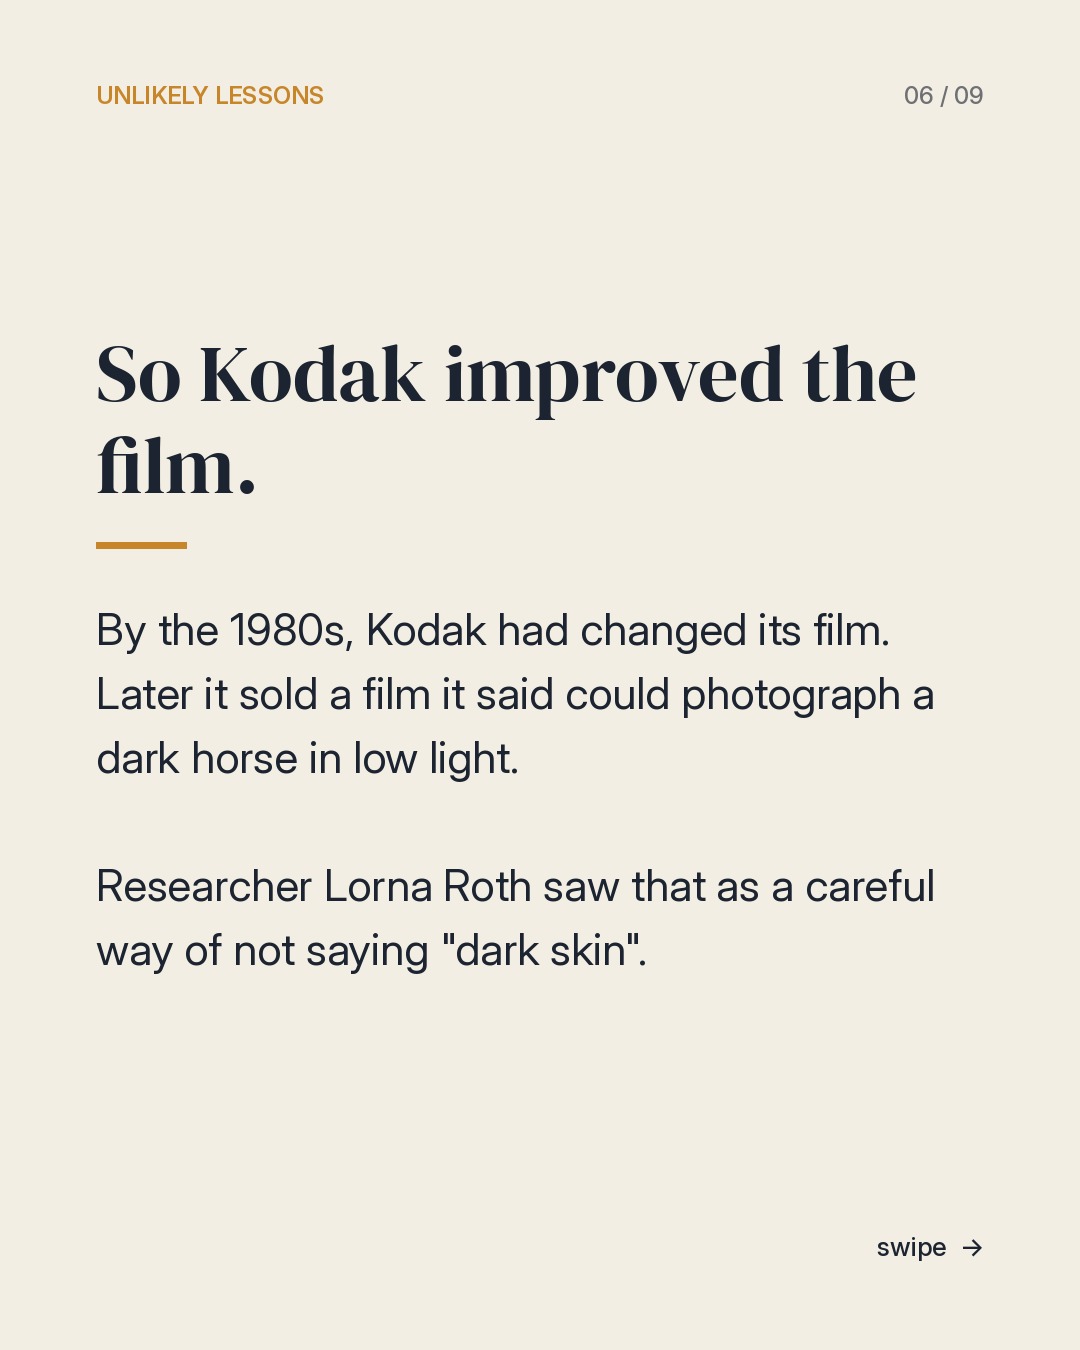 UNLIKELY LESSONS
06 / 09
So Kodak improved the
film.
By the 1980s, Kodak had changed its film.
Later it sold a film it said could photograph a
dark horse in low light.
Researcher Lorna Roth saw that as a careful
way of not saying "dark skin".
swipe →